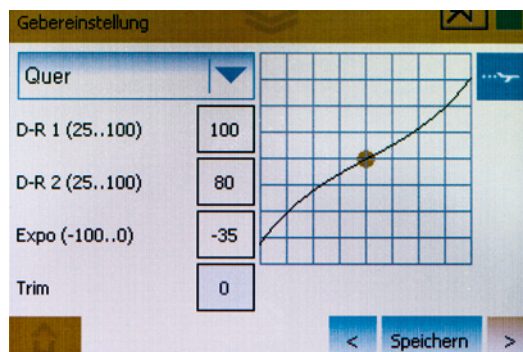 Gebereinstellung
Quer
D-R 1 (25..100) 100
D-R 2 (25..100) 80
Expo (-100..0) -35
Trim 0
< Speichern >